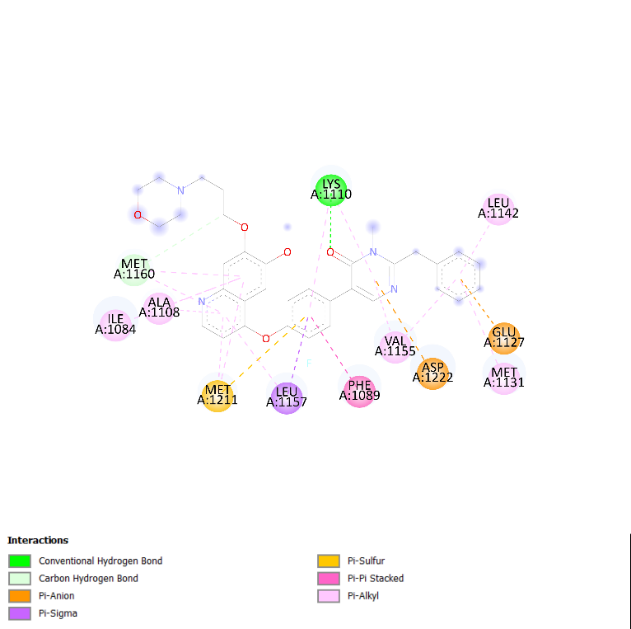 LYS
A:1110
LEU
A:1142
N
O
O
O
O
N
MET
A:1160
N
N
ALA
A:1108
ILE
A:1084
O
VAL
A:1155
GLU
A:1127
ASP
A:1222
MET
A:1131
MET
A:1211
LEU
A:1157
PHE
A:1089
Interactions
Conventional Hydrogen Bond
Carbon Hydrogen Bond
Pi-Anion
Pi-Sigma
Pi-Sulfur
Pi-Pi Stacked
Pi-Alkyl